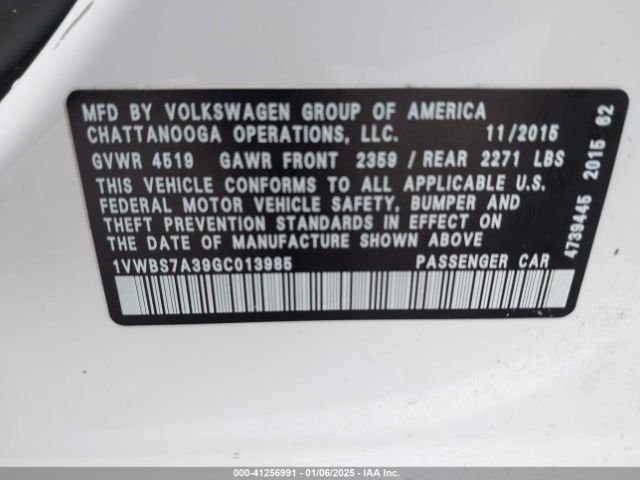 MFD BY VOLKSWAGEN GROUP OF AMERICA
CHATTANOOGA OPERATIONS, LLC. 11/2015
GVWR 4519 GAWR FRONT 2359 / REAR 2271 LBS
THIS VEHICLE CONFORMS TO ALL APPLICABLE U.S.
FEDERAL MOTOR VEHICLE SAFETY, BUMPER AND
THEFT PREVENTION STANDARDS IN EFFECT ON
THE DATE OF MANUFACTURE SHOWN ABOVE
1VWBS7A39GC013985 PASSENGER CAR
4739445 2015 62
000-41256991 - 01/06/2025 - IAA Inc.